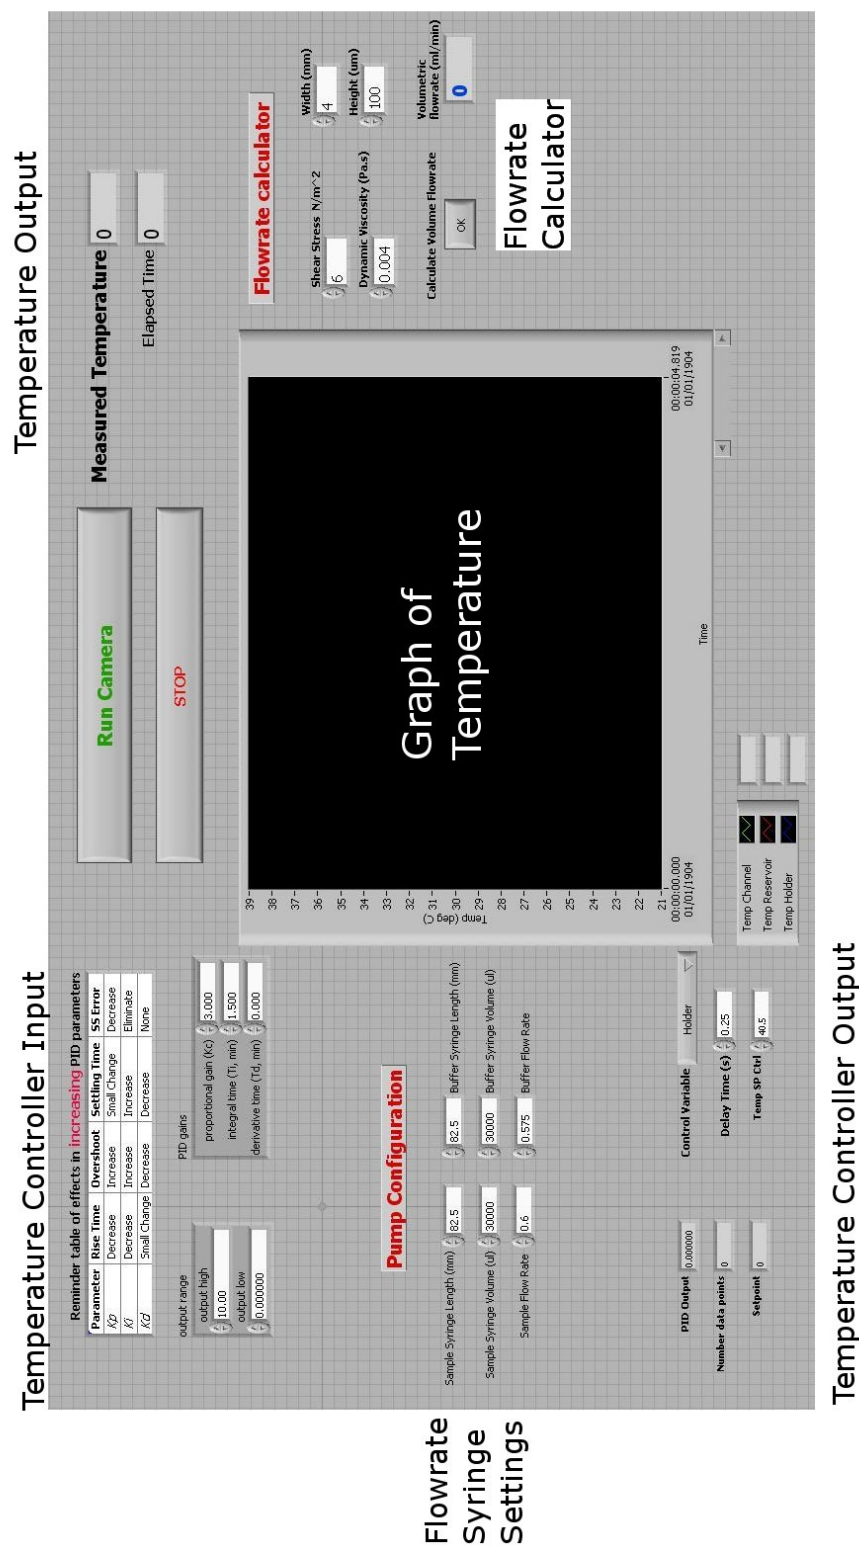 Temperature Controller Input
Temperature Output
Reminder table of effects in increasing PID parameters
Parameter Rise Time Overshoot Settling Time SS Error
Kp Decrease Increase Small Change Decrease
Ki Decrease Increase Increase Eliminate
Kd Small Change Decrease Decrease None
output range
output high
10.00
output low
0.000000
PID gains
proportional gain (Kc) 3.000
integral time (Ti, min) 1.500
derivative time (Td, min) 0.000
Run Camera
STOP
Measured Temperature 0
Elapsed Time 0
Flowrate Syringe Settings
Pump Configuration
Sample Syringe Length (mm) 82.5 82.5 Buffer Syringe Length (mm)
Sample Syringe Volume (ul) 30000 30000 Buffer Syringe Volume (ul)
Sample Flow Rate 0.6 0.575 Buffer Flow Rate
PID Output 0.000000
Number data points 0
Setpoint 0
Control Variable Holder
Delay Time (s) 0.25
Temp SP Ctrl 40.5
39
38
37
36
35
34
33
32
31
30
29
28
27
26
25
24
23
22
21
Temp (deg C)
Graph of
Temperature
00:00:00.000
01/01/1904
Time
00:00:04.819
01/01/1904
Temp Channel
Temp Reservoir
Temp Holder
Flowrate calculator
Shear Stress N/m^2
6
Width (mm)
4
Dynamic Viscosity (Pa.s)
0.004
Height (um)
100
Calculate Volume Flowrate
OK
Volumetric
flowrate (ml/min)
0
Flowrate
Calculator
Temperature Controller Output